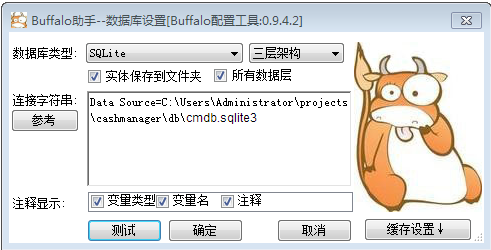 Buffalo助手--数据库设置[Buffalo配置工具:0.9.4.2]
数据库类型: SQLite 三层架构
实体保存到文件夹 所有数据层
连接字符串:
参考
Data Source=C:\Users\Administrator\projects
\cashmanager\db\cmdb.sqlite3
注释显示: 变量类型 变量名 注释
测试 确定 取消 缓存设置↓